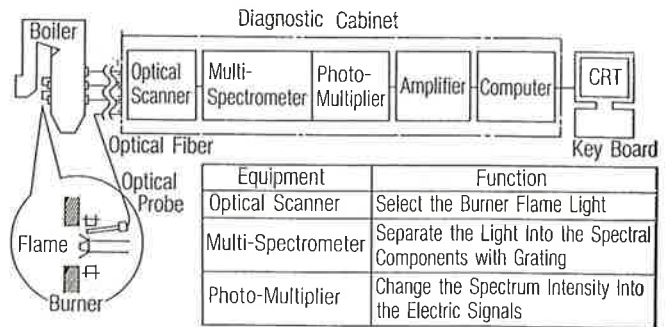 Diagnostic Cabinet
Boiler
Optical
Scanner
Multi-
Spectrometer
Photo-
Multiplier
Amplifier
Computer
CRT
Key Board
Optical Fiber
Optical
Probe
Flame
Burner
Equipment Function
Optical Scanner Select the Burner Flame Light
Multi-Spectrometer Separate the Light Into the Spectral
Components with Grating
Photo-Multiplier Change the Spectrum Intensity Into
the Electric Signals